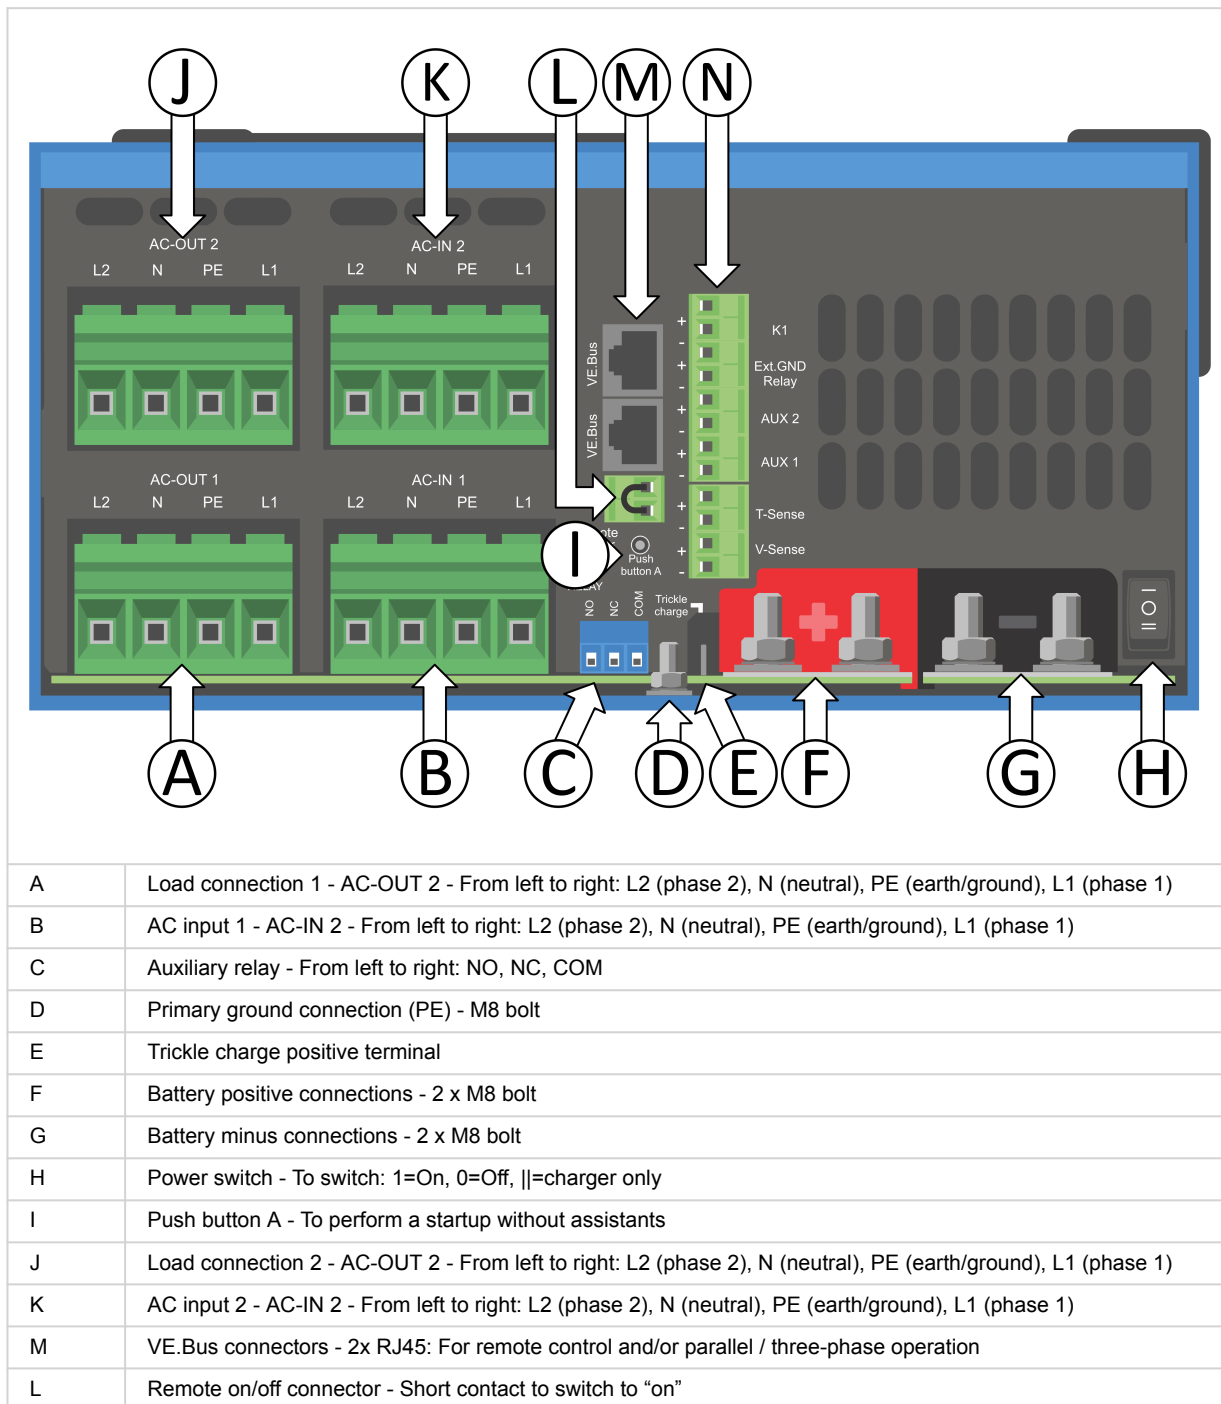 J K L M N
AC-OUT 2 AC-IN 2
L2 N PE L1 L2 N PE L1
+ K1
-
VE.Bus + Ext.GND
- Relay
+ AUX 2
VE.Bus -
+ AUX 1
-
AC-OUT 1 AC-IN 1
L2 N PE L1 L2 N PE L1
+ T-Sense
-
I Push + V-Sense
button A -
NO NC COM Trickle
charge
I O II
A B C D E F G H
A Load connection 1 - AC-OUT 2 - From left to right: L2 (phase 2), N (neutral), PE (earth/ground), L1 (phase 1)
B AC input 1 - AC-IN 2 - From left to right: L2 (phase 2), N (neutral), PE (earth/ground), L1 (phase 1)
C Auxiliary relay - From left to right: NO, NC, COM
D Primary ground connection (PE) - M8 bolt
E Trickle charge positive terminal
F Battery positive connections - 2 x M8 bolt
G Battery minus connections - 2 x M8 bolt
H Power switch - To switch: 1=On, 0=Off, ||=charger only
I Push button A - To perform a startup without assistants
J Load connection 2 - AC-OUT 2 - From left to right: L2 (phase 2), N (neutral), PE (earth/ground), L1 (phase 1)
K AC input 2 - AC-IN 2 - From left to right: L2 (phase 2), N (neutral), PE (earth/ground), L1 (phase 1)
M VE.Bus connectors - 2x RJ45: For remote control and/or parallel / three-phase operation
L Remote on/off connector - Short contact to switch to “on”